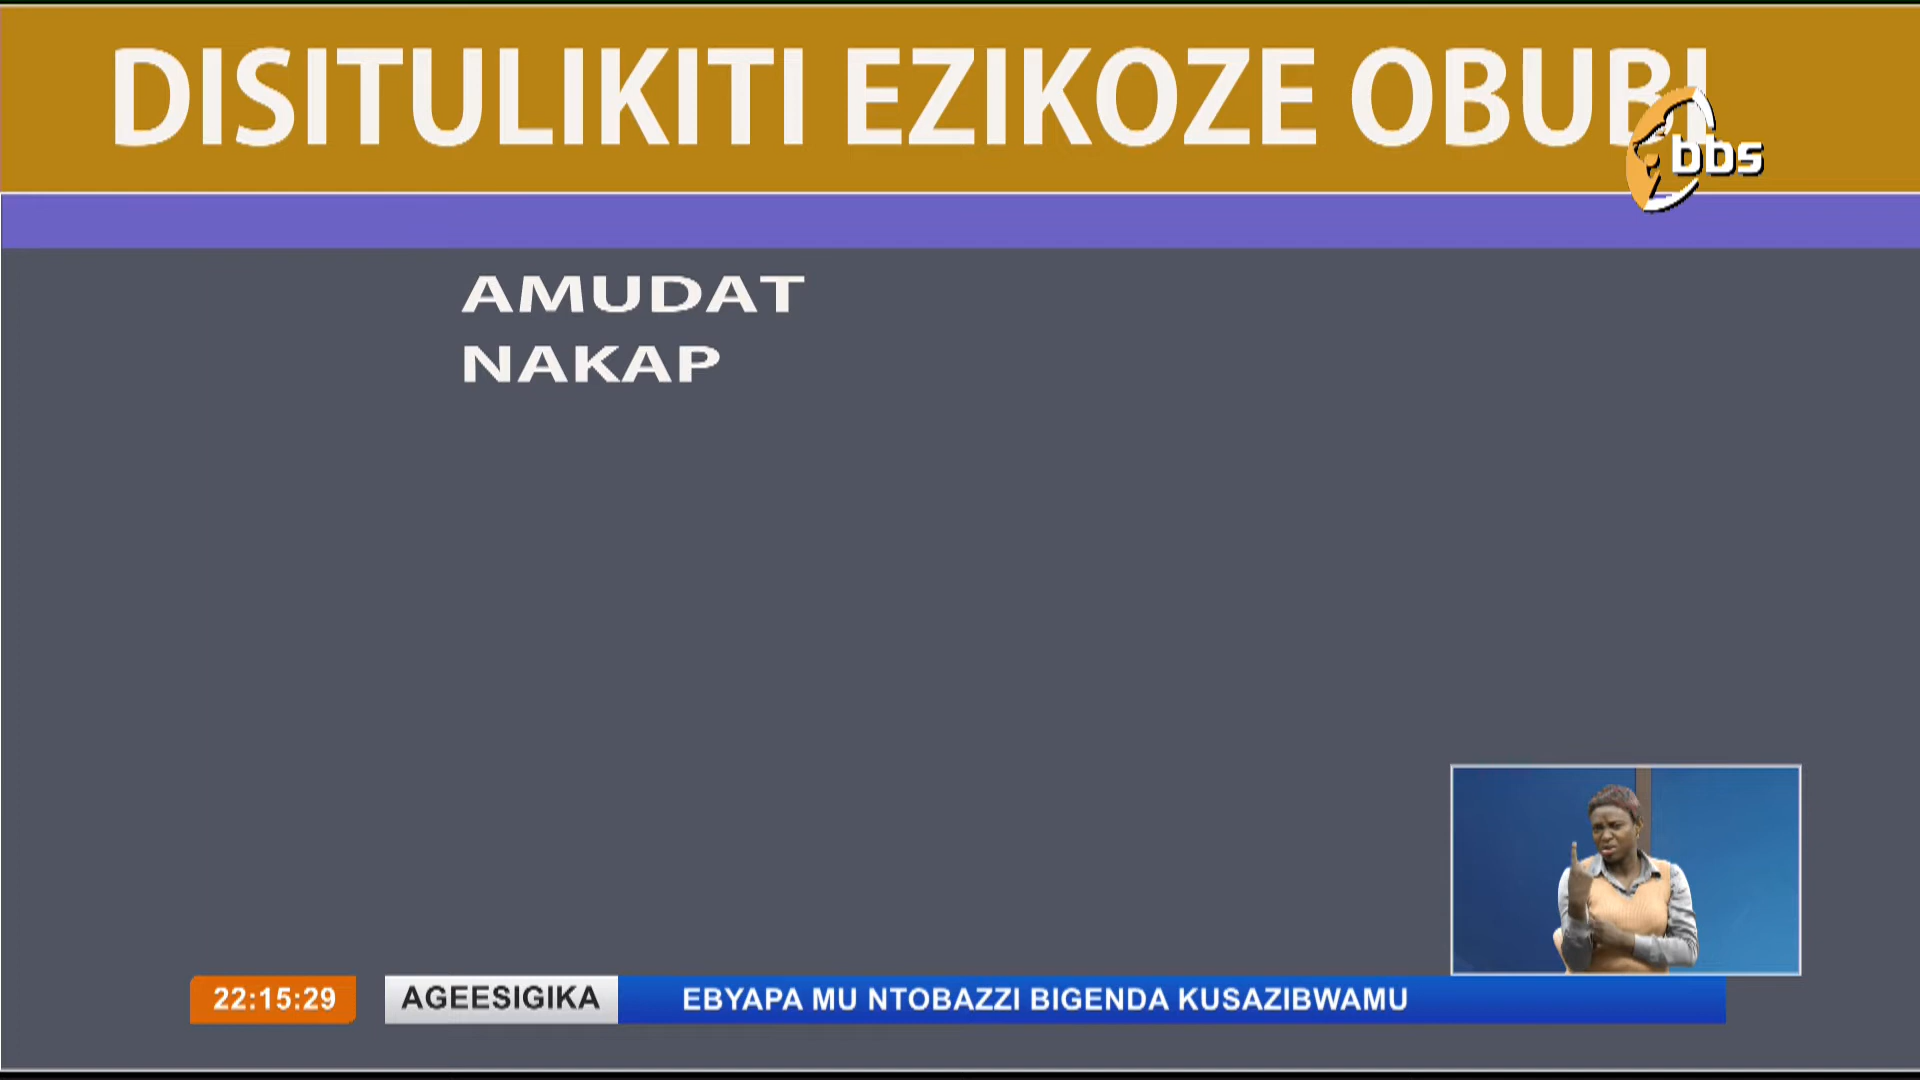 DISITULIKITI EZIKOZE OBUBI
bbs
AMUDAT
NAKAP
22:15:29 AGEESIGIKA EBYAPA MU NTOBAZZI BIGENDA KUSAZIBWAMU